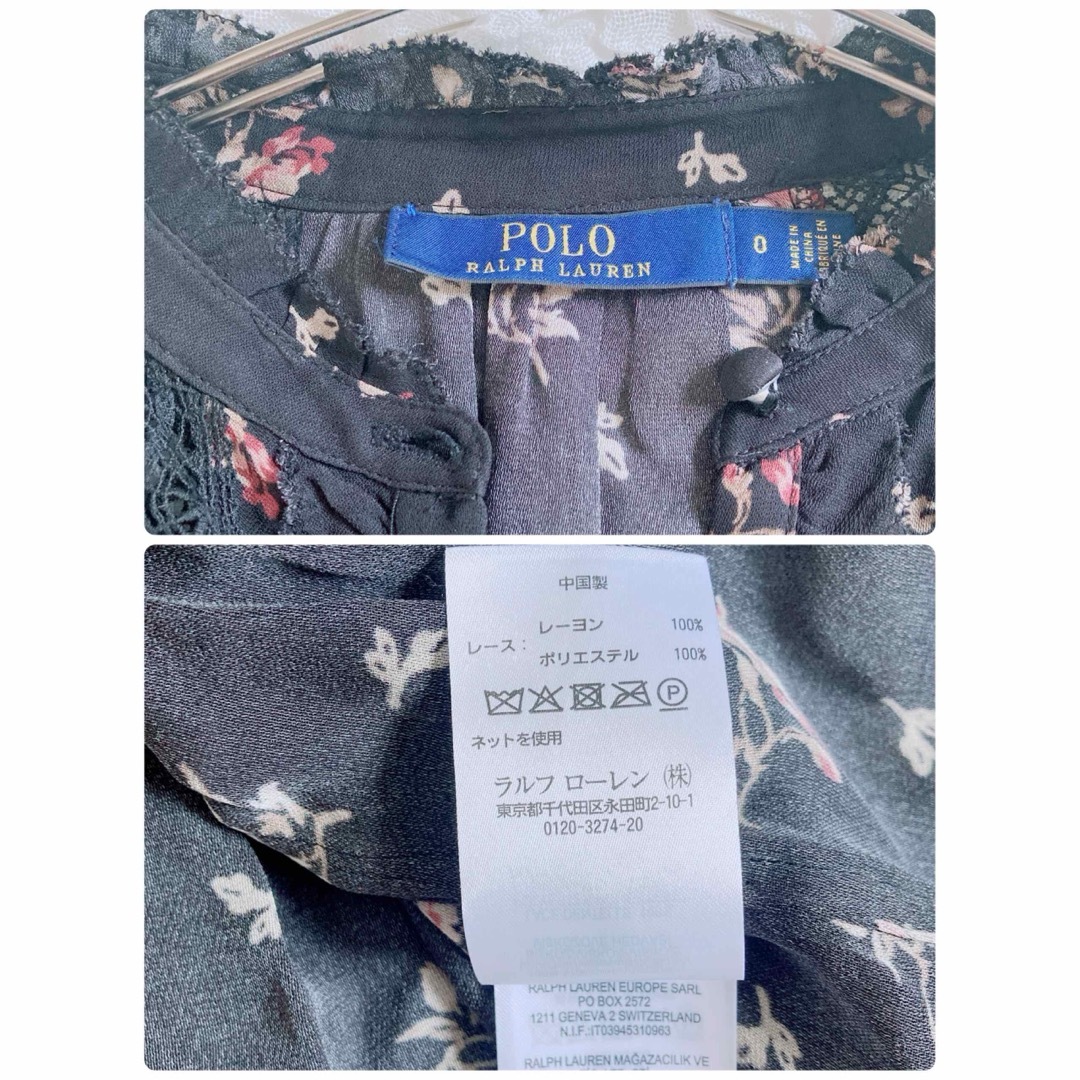 POLO
RALPH LAUREN
0
MADE IN
CHINA
中国製
レーヨン 100%
レース： ポリエステル 100%
P
ネットを使用
ラルフ ローレン（株）
東京都千代田区永田町2-10-1
0120-3274-20
RALPH LAUREN EUROPE SARL
PO BOX 2572
1211 GENEVA 2 SWITZERLAND
N.I.F.:IT03945310963
RALPH LAUREN MAĞAZACILIK VE